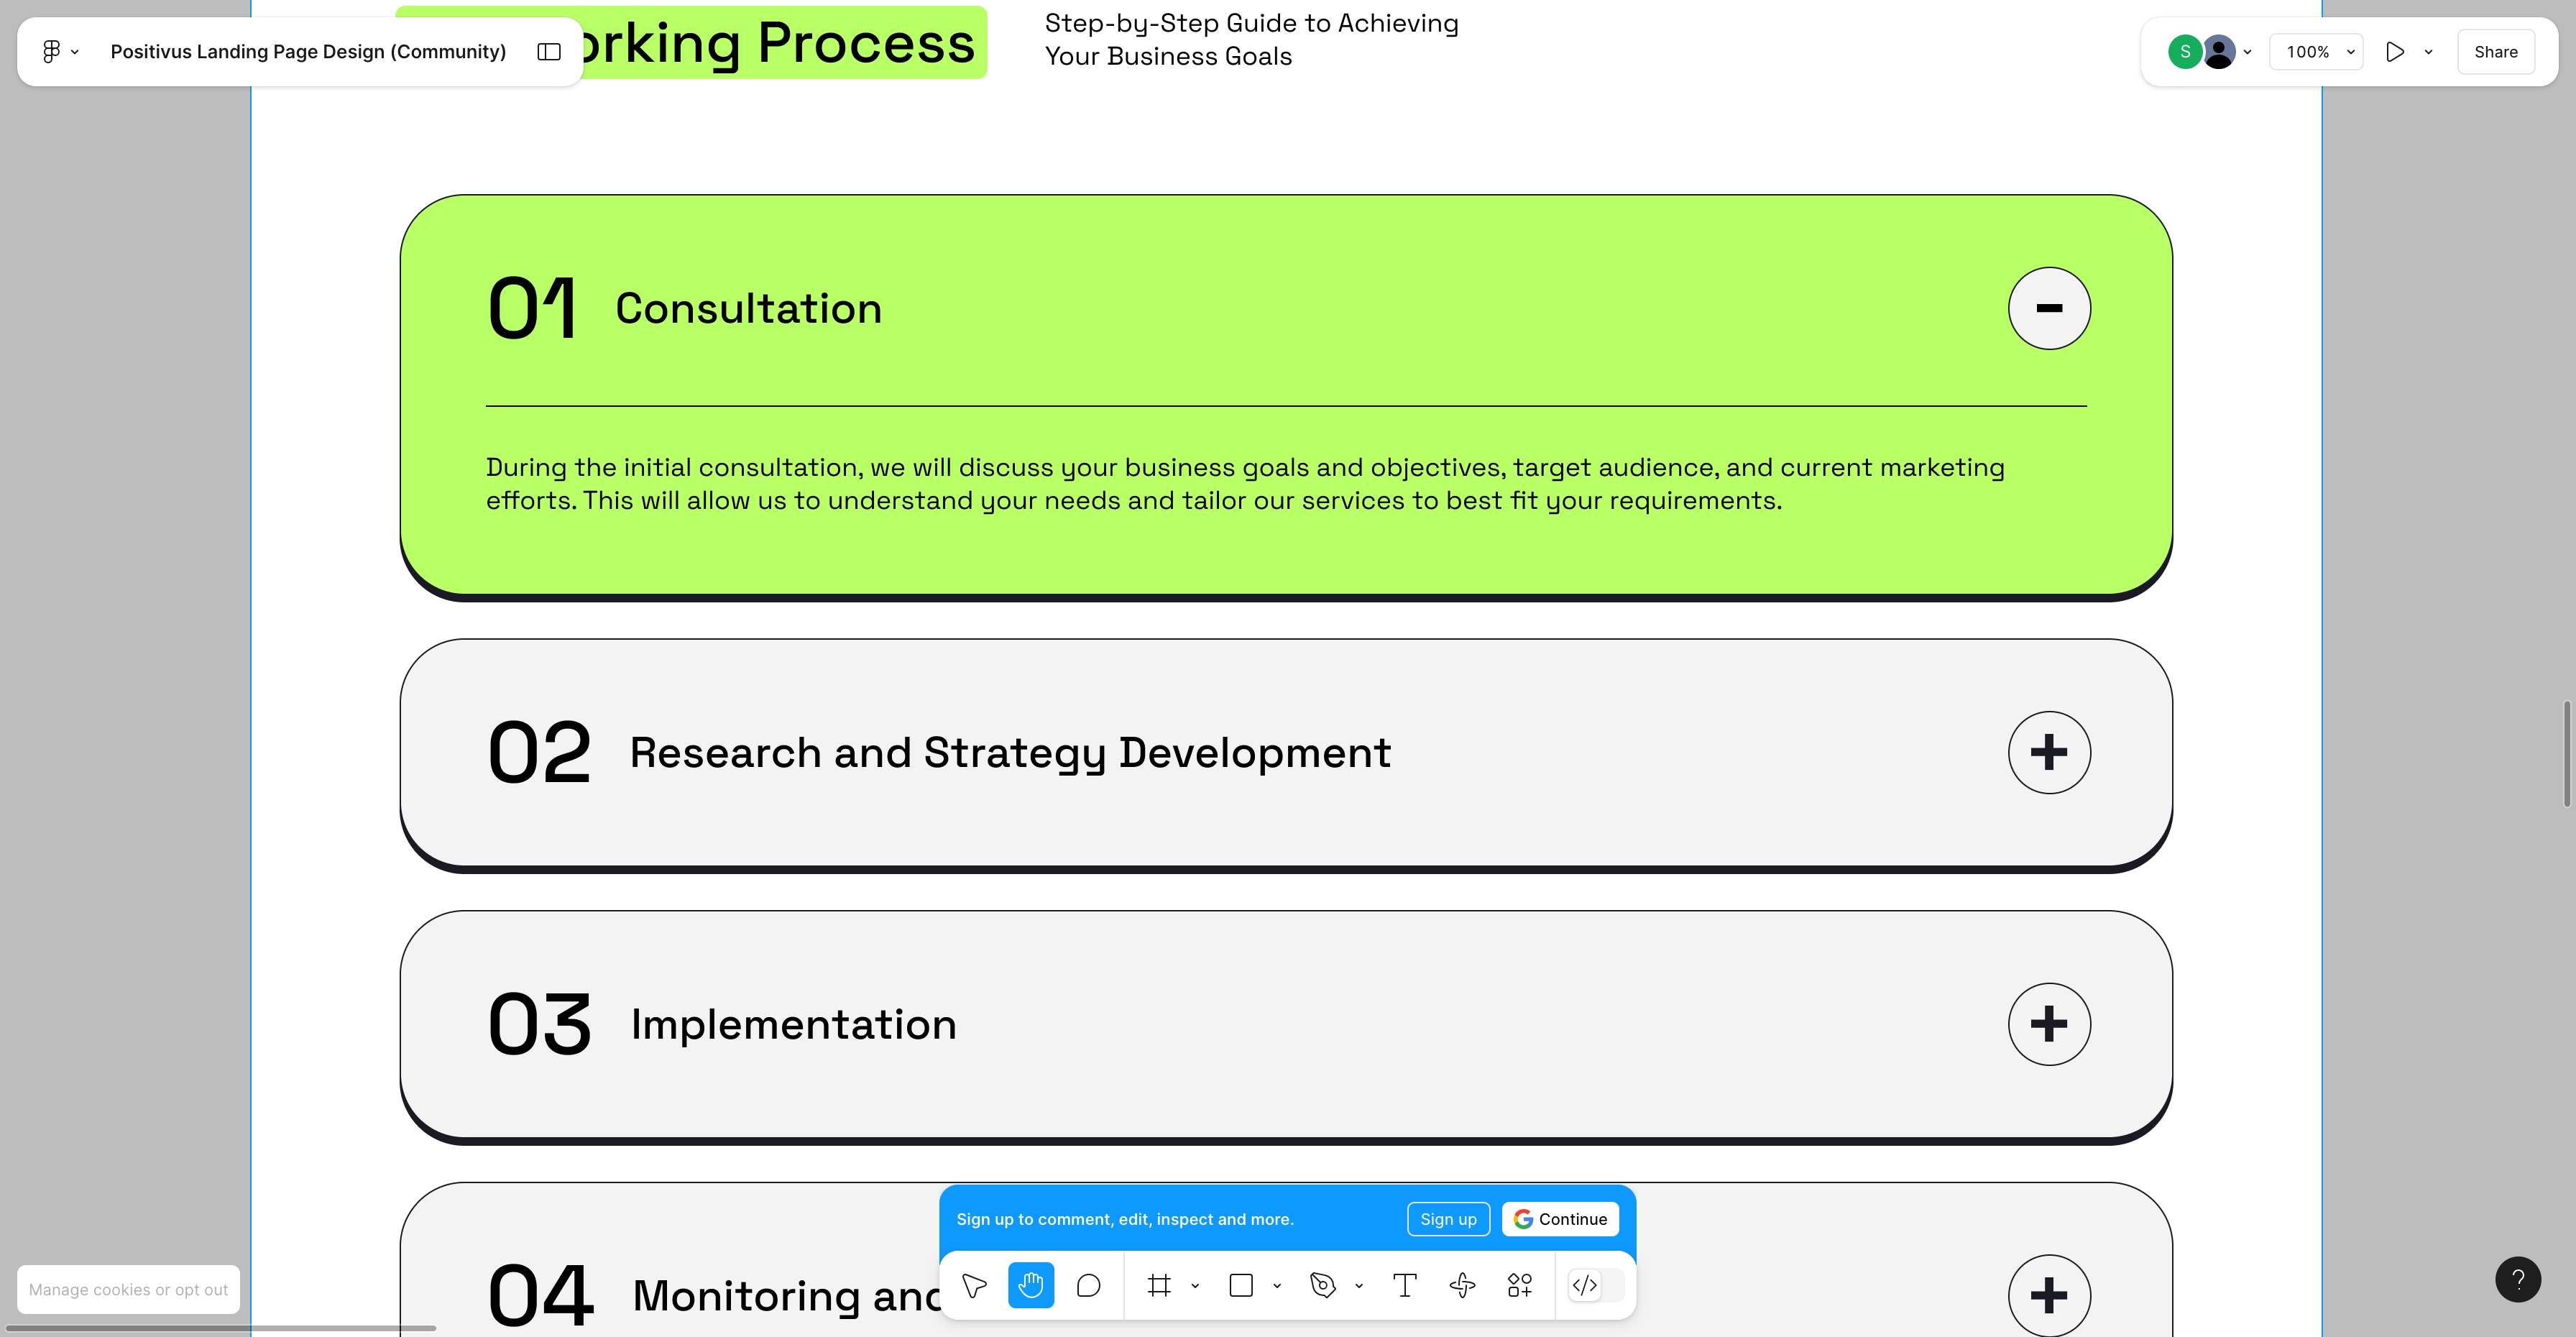 Positivus Landing Page Design (Community)
orking Process
Step-by-Step Guide to Achieving
Your Business Goals
S
100%
Share
01 Consultation
During the initial consultation, we will discuss your business goals and objectives, target audience, and current marketing
efforts. This will allow us to understand your needs and tailor our services to best fit your requirements.
02 Research and Strategy Development
03 Implementation
04 Monitoring and
Sign up to comment, edit, inspect and more.
Sign up
Continue
Manage cookies or opt out
?